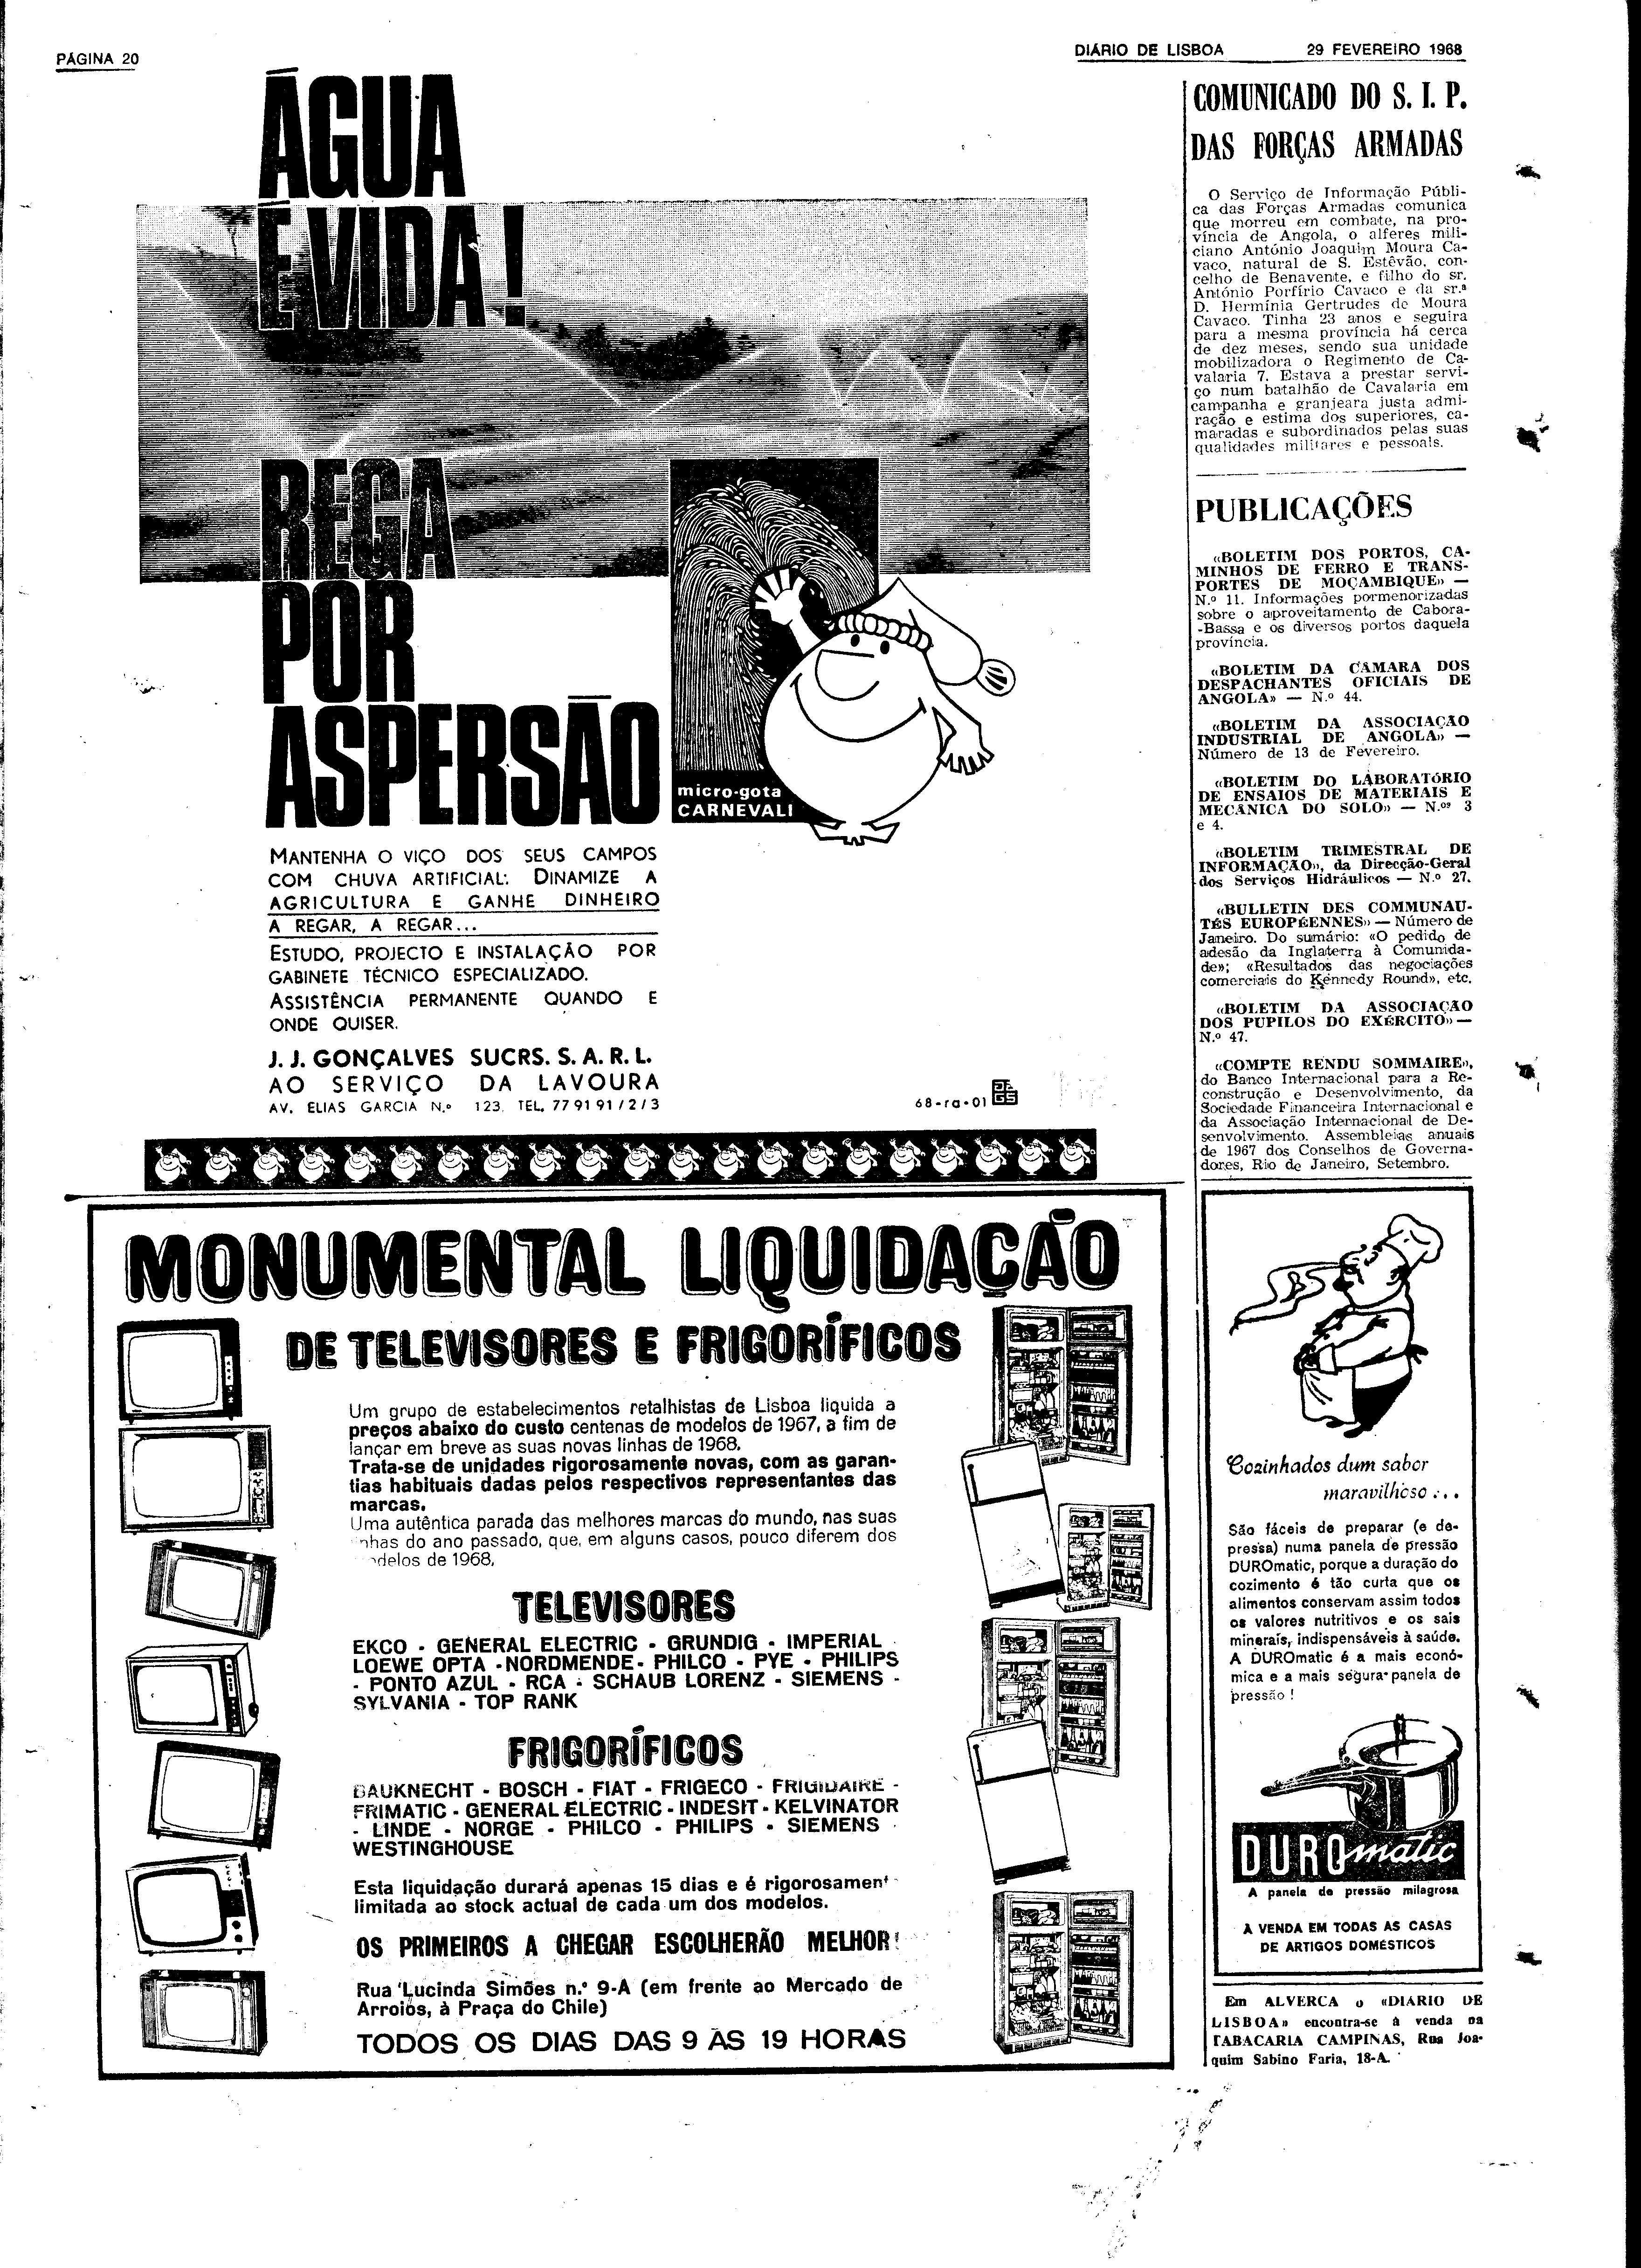 PÁGINA 20
DIÁRIO DE LISBOA 29 FEVEREIRO 1968
ÁGUA
É VIDA!
REGA
POR
ASPERSÃO
micro-gota
CARNEVALI
MANTENHA O VIÇO DOS SEUS CAMPOS
COM CHUVA ARTIFICIAL. DINAMIZE A
AGRICULTURA E GANHE DINHEIRO
A REGAR, A REGAR...
ESTUDO, PROJECTO E INSTALAÇÃO POR
GABINETE TÉCNICO ESPECIALIZADO.
ASSISTÊNCIA PERMANENTE QUANDO E
ONDE QUISER.
J. J. GONÇALVES SUCRS. S. A. R. L.
AO SERVIÇO DA LAVOURA
AV. ELIAS GARCIA N.º 123. TEL. 77 91 91/2/3
68-ra-01
COMUNICADO DO S. I. P.
DAS FORÇAS ARMADAS
O Serviço de Informação Públi-
ca das Forças Armadas comunica
que morreu em combate, na pro-
víncia de Angola, o alferes mili-
ciano António Joaquim Moura Ca-
vaco, natural de S. Estêvão, con-
celho de Benavente, e filho do sr.
António Porfírio Cavaco e da sr.ª
D. Hermínia Gertrudes de Moura
Cavaco. Tinha 23 anos e seguira
para a mesma província há cerca
de dez meses, sendo sua unidade
mobilizadora o Regimento de Ca-
valaria 7. Estava a prestar servi-
ço num batalhão de Cavalaria em
campanha e granjeara justa admi-
ração e estima dos superiores, ca-
maradas e subordinados pelas suas
qualidades militares e pessoais.
PUBLICAÇÕES
«BOLETIM DOS PORTOS, CA-
MINHOS DE FERRO E TRANS-
PORTES DE MOÇAMBIQUE» —
N.º 11. Informações pormenorizadas
sobre o aproveitamento de Cabora-
-Bassa e os diversos portos daquela
província.
«BOLETIM DA CÂMARA DOS
DESPACHANTES OFICIAIS DE
ANGOLA» — N.º 44.
«BOLETIM DA ASSOCIAÇÃO
INDUSTRIAL DE ANGOLA» —
Número de 13 de Fevereiro.
«BOLETIM DO LABORATÓRIO
DE ENSAIOS DE MATERIAIS E
MECÂNICA DO SOLO» — N.ºs 3
e 4.
«BOLETIM TRIMESTRAL DE
INFORMAÇÃO», da Direcção-Geral
dos Serviços Hidráulicos — N.º 27.
«BULLETIN DES COMMUNAU-
TÉS EUROPÉENNES» — Número de
Janeiro. Do sumário: «O pedido de
adesão da Inglaterra à Comunida-
de»; «Resultados das negociações
comerciais do Kennedy Round», etc.
«BOLETIM DA ASSOCIAÇÃO
DOS PUPILOS DO EXÉRCITO» —
N.º 47.
«COMPTE RENDU SOMMAIRE»,
do Banco Internacional para a Re-
construção e Desenvolvimento, da
Sociedade Financeira Internacional e
da Associação Internacional de De-
senvolvimento. Assembleias anuais
de 1967 dos Conselhos de Governa-
dores, Rio de Janeiro, Setembro.
MONUMENTAL LIQUIDAÇÃO
DE TELEVISORES E FRIGORÍFICOS
Um grupo de estabelecimentos retalhistas de Lisboa liquida a
preços abaixo do custo centenas de modelos de 1967, a fim de
lançar em breve as suas novas linhas de 1968.
Trata-se de unidades rigorosamente novas, com as garan-
tias habituais dadas pelos respectivos representantes das
marcas.
Uma autêntica parada das melhores marcas do mundo, nas suas
nhas do ano passado, que, em alguns casos, pouco diferem dos
delos de 1968.
TELEVISORES
EKCO - GENERAL ELECTRIC - GRUNDIG - IMPERIAL
LOEWE OPTA - NORDMENDE - PHILCO - PYE - PHILIPS
- PONTO AZUL - RCA - SCHAUB LORENZ - SIEMENS -
SYLVANIA - TOP RANK
FRIGORÍFICOS
BAUKNECHT - BOSCH - FIAT - FRIGECO - FRIGIDAIRE -
FRIMATIC - GENERAL ELECTRIC - INDESIT - KELVINATOR
- LINDE - NORGE - PHILCO - PHILIPS - SIEMENS
WESTINGHOUSE
Esta liquidação durará apenas 15 dias e é rigorosament
limitada ao stock actual de cada um dos modelos.
OS PRIMEIROS A CHEGAR ESCOLHERÃO MELHOR!
Rua Lucinda Simões n.º 9-A (em frente ao Mercado de
Arroios, à Praça do Chile)
TODOS OS DIAS DAS 9 ÀS 19 HORAS
Cozinhados dum sabor
maravilhoso...
São fáceis de preparar (e de-
pressa) numa panela de pressão
DUROmatic, porque a duração do
cozimento é tão curta que os
alimentos conservam assim todos
os valores nutritivos e os sais
minerais, indispensáveis à saúde.
A DUROmatic é a mais econó-
mica e a mais segura panela de
pressão!
DUROmatic
A panela de pressão milagrosa
À VENDA EM TODAS AS CASAS
DE ARTIGOS DOMÉSTICOS
Em ALVERCA o «DIÁRIO DE
LISBOA» encontra-se à venda na
TABACARIA CAMPINAS, Rua Joa-
quim Sabino Faria, 18-A.